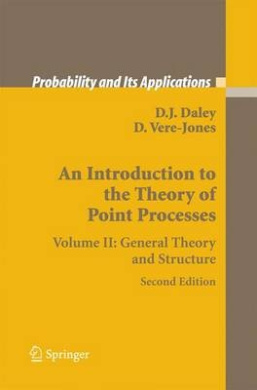 Probability and Its Applications
D.J. Daley
D. Vere-Jones
An Introduction to
the Theory of
Point Processes
Volume II: General Theory
and Structure
Second Edition
Springer